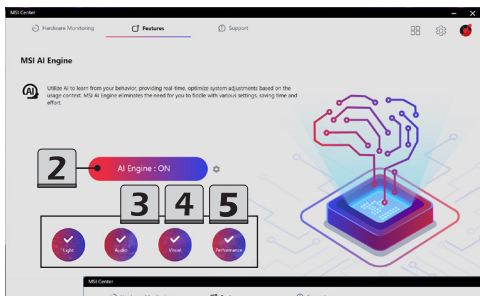 MSI Center
Hardware Monitoring
Features
Support
MSI AI Engine
AI
Utilize AI to learn from your behavior, providing real-time, optimize system adjustments based on the
usage context. MSI AI Engine eliminates the need for you to fiddle with various settings, saving time and
effort.
2
AI Engine : ON
3 4 5
Light Audio Visual Performance
MSI Center